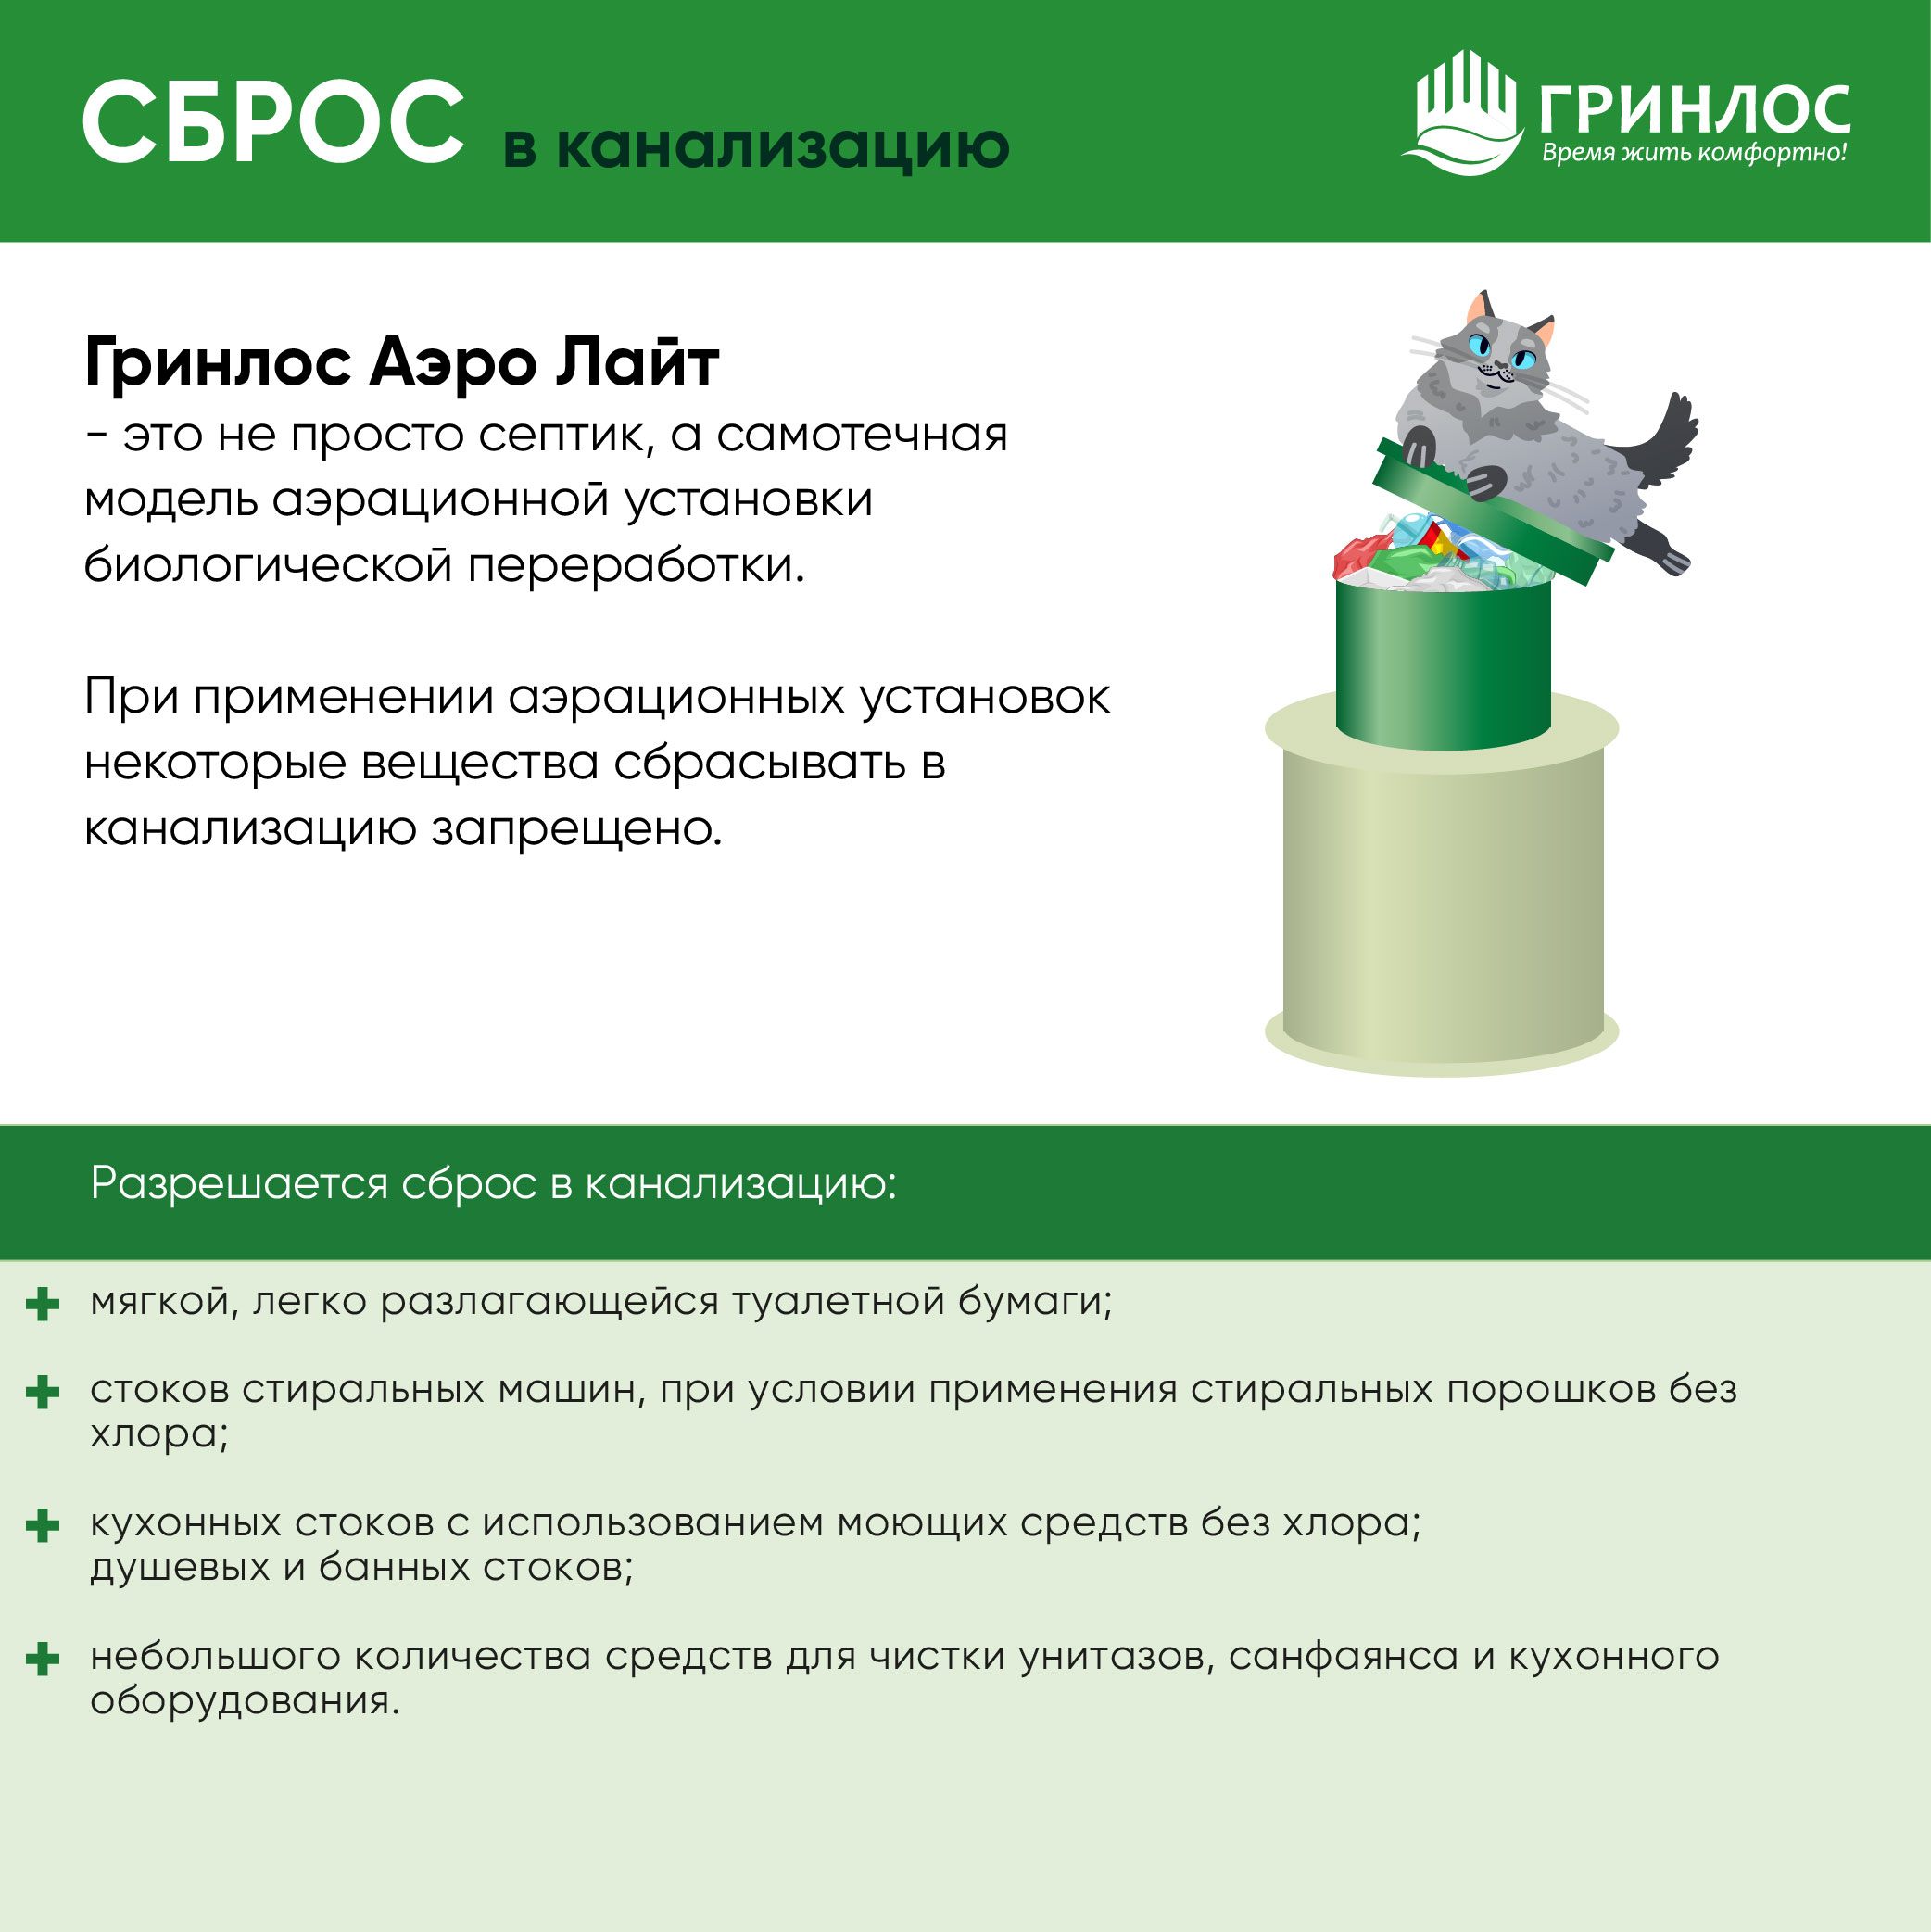 СБРОС в канализацию
ГРИНЛОС
Время жить комфортно!
Гринлос Аэро Лайт
- это не просто септик, а самотечная
модель аэрационной установки
биологической переработки.
При применении аэрационных установок
некоторые вещества сбрасывать в
канализацию запрещено.
Разрешается сброс в канализацию:
+ мягкой, легко разлагающейся туалетной бумаги;
+ стоков стиральных машин, при условии применения стиральных порошков без
хлора;
+ кухонных стоков с использованием моющих средств без хлора;
душевых и банных стоков;
+ небольшого количества средств для чистки унитазов, санфаянса и кухонного
оборудования.